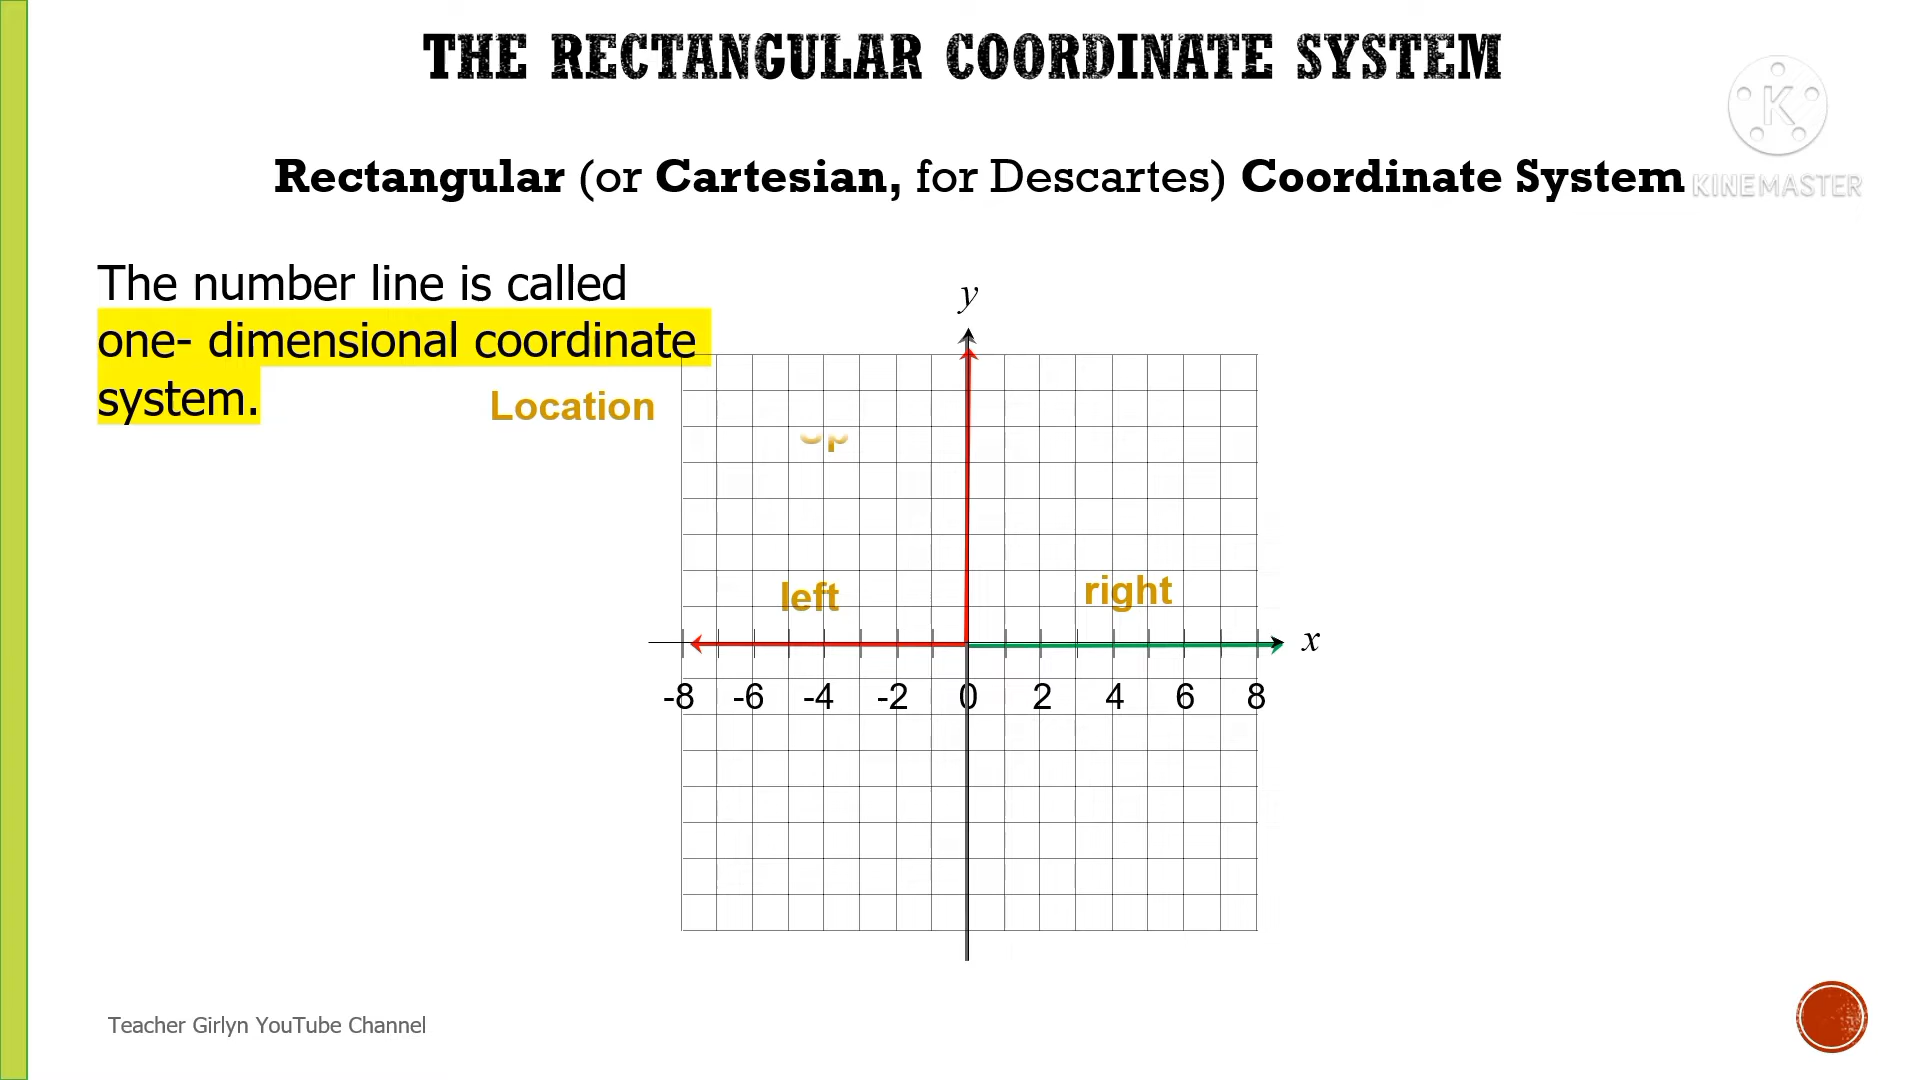 THE RECTANGULAR COORDINATE SYSTEM
K
KINEMASTER
Rectangular (or Cartesian, for Descartes) Coordinate System
The number line is called
one- dimensional coordinate
system.
Location
y
left
right
x
-8 -6 -4 -2 0 2 4 6 8
Teacher Girlyn YouTube Channel